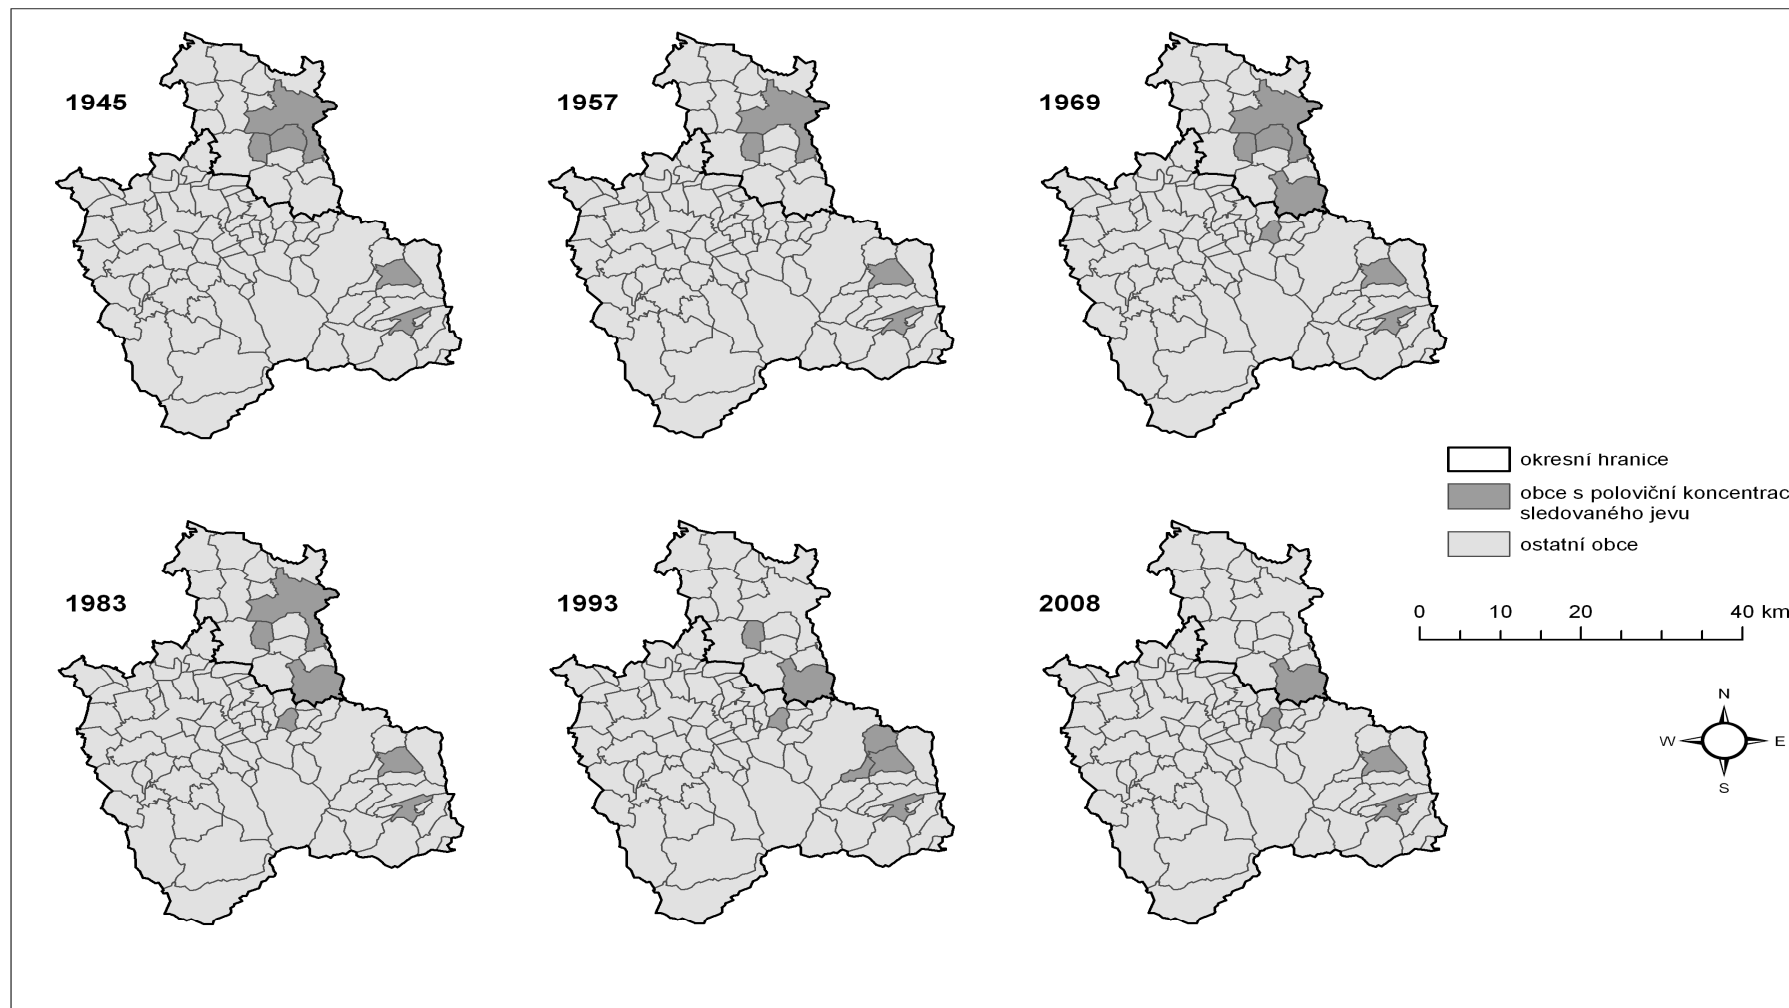 1945
1957
1969
okresní hranice
obce s poloviční koncentrac
sledovaného jevu
ostatní obce
1983
1993
2008
0 10 20 40 km
N
W E
S